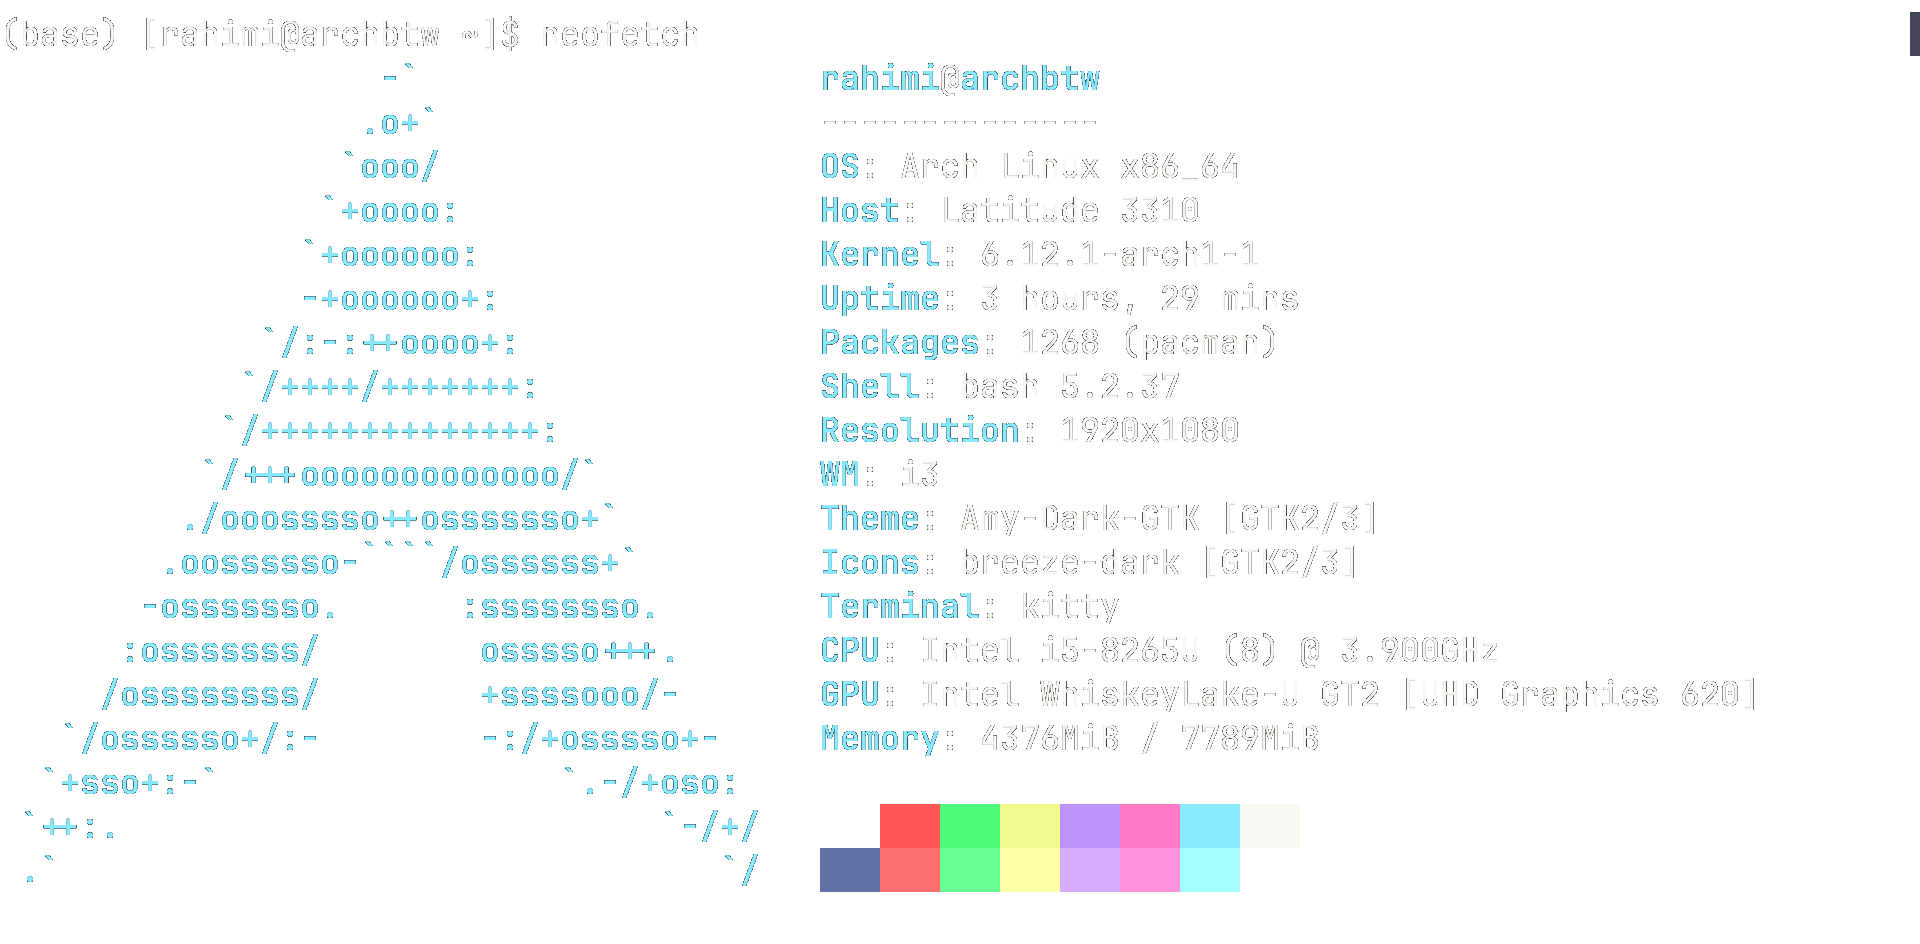 (base) [rahimi@archbtw ~]$ neofetch
                   -`                    rahimi@archbtw
                  .o+`                   --------------
                 `ooo/                   OS: Arch Linux x86_64
                `+oooo:                  Host: Latitude 3310
               `+oooooo:                 Kernel: 6.12.1-arch1-1
               -+oooooo+:                Uptime: 3 hours, 29 mins
             `/:-:++oooo+:               Packages: 1268 (pacman)
            `/++++/+++++++:              Shell: bash 5.2.37
           `/++++++++++++++:             Resolution: 1920x1080
          `/+++ooooooooooooo/`           WM: i3
         ./ooosssso++osssssso+`          Theme: Amy-Dark-GTK [GTK2/3]
        .oossssso-````/ossssss+`         Icons: breeze-dark [GTK2/3]
       -osssssso.      :ssssssso.        Terminal: kitty
      :osssssss/        osssso+++.       CPU: Intel i5-8265U (8) @ 3.900GHz
     /ossssssss/        +ssssooo/-       GPU: Intel WhiskeyLake-U GT2 [UHD Graphics 620]
   `/ossssso+/:-        -:/+osssso+-     Memory: 4376MiB / 7789MiB
  `+sso+:-`                 `.-/+oso:
 `++:.                           `-/+/
 .`                                 `/